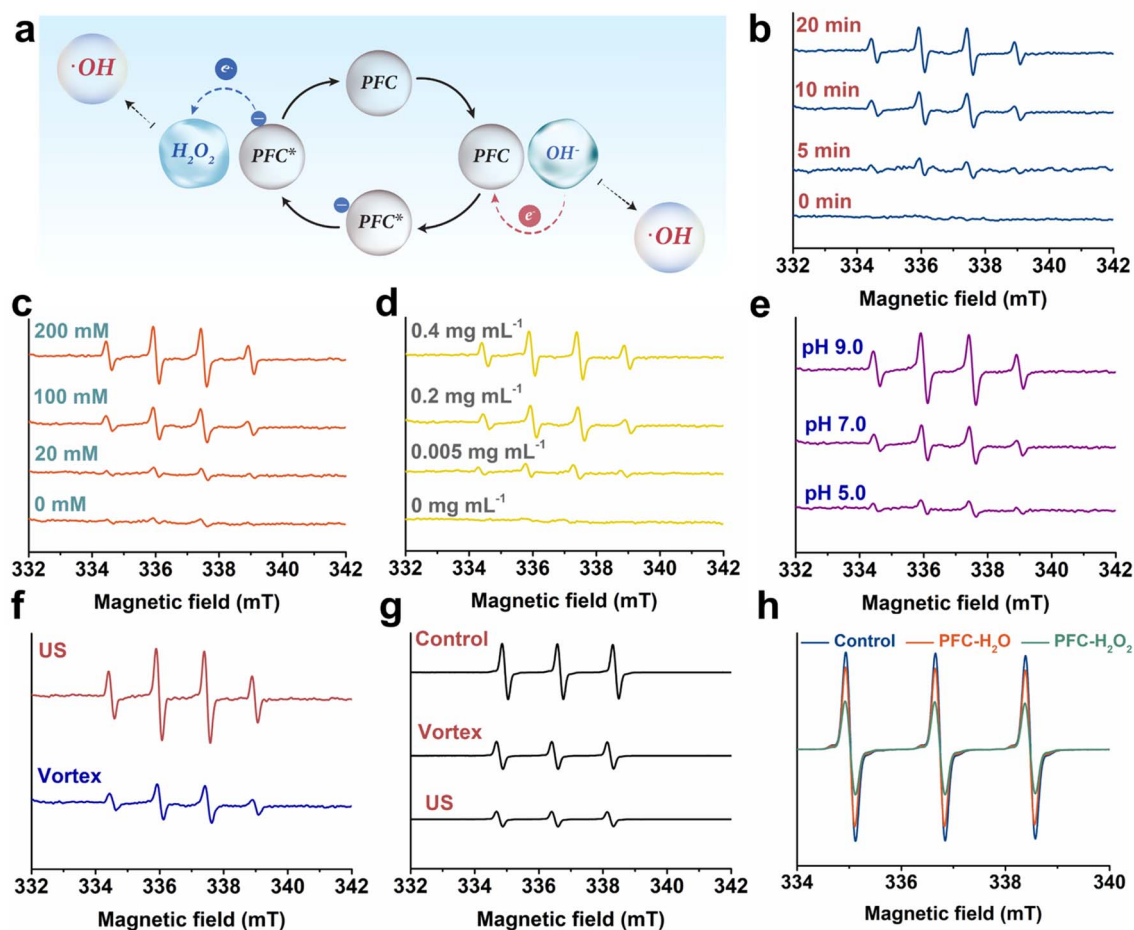 a
·OH
e-
H2O2
PFC*
PFC
PFC
OH-
PFC*
e-
·OH
b
20 min
10 min
5 min
0 min
332 334 336 338 340 342
Magnetic field (mT)
c
200 mM
100 mM
20 mM
0 mM
332 334 336 338 340 342
Magnetic field (mT)
d
0.4 mg mL-1
0.2 mg mL-1
0.005 mg mL-1
0 mg mL-1
332 334 336 338 340 342
Magnetic field (mT)
e
pH 9.0
pH 7.0
pH 5.0
332 334 336 338 340 342
Magnetic field (mT)
f
US
Vortex
332 334 336 338 340 342
Magnetic field (mT)
g
Control
Vortex
US
332 334 336 338 340 342
Magnetic field (mT)
h
Control PFC-H2O PFC-H2O2
334 336 338 340
Magnetic field (mT)